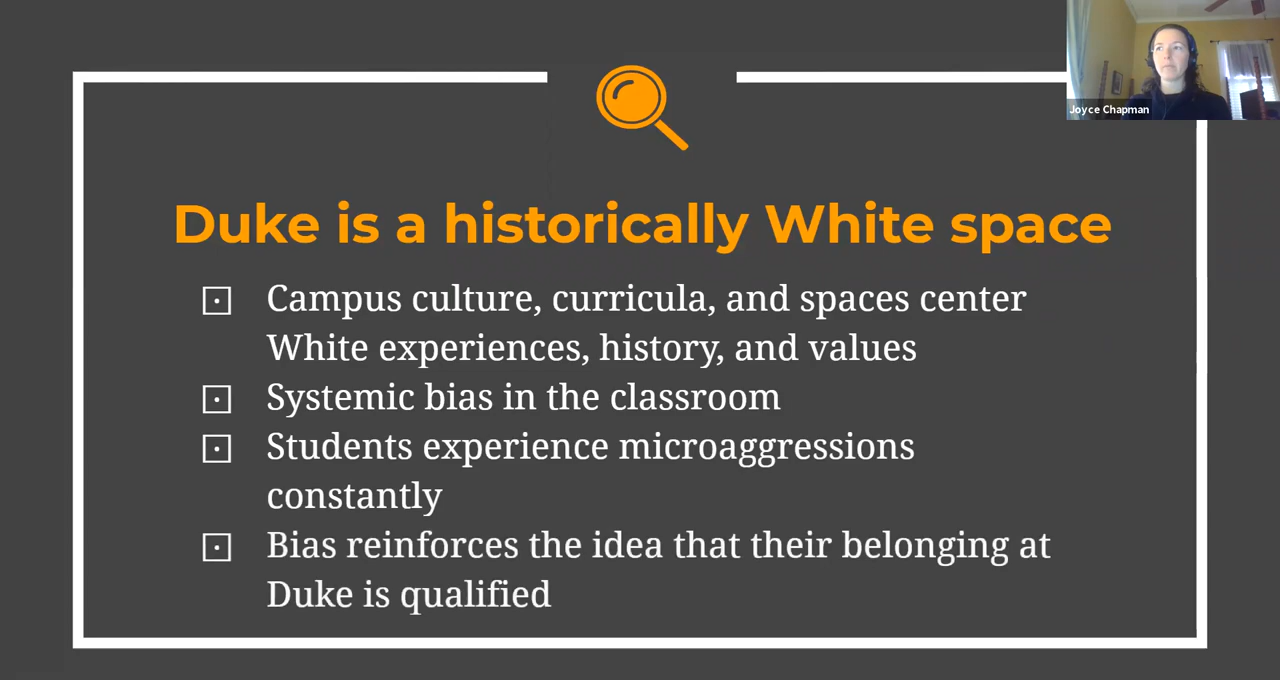 Joyce Chapman
Duke is a historically White space
Campus culture, curricula, and spaces center
White experiences, history, and values
Systemic bias in the classroom
Students experience microaggressions
constantly
Bias reinforces the idea that their belonging at
Duke is qualified